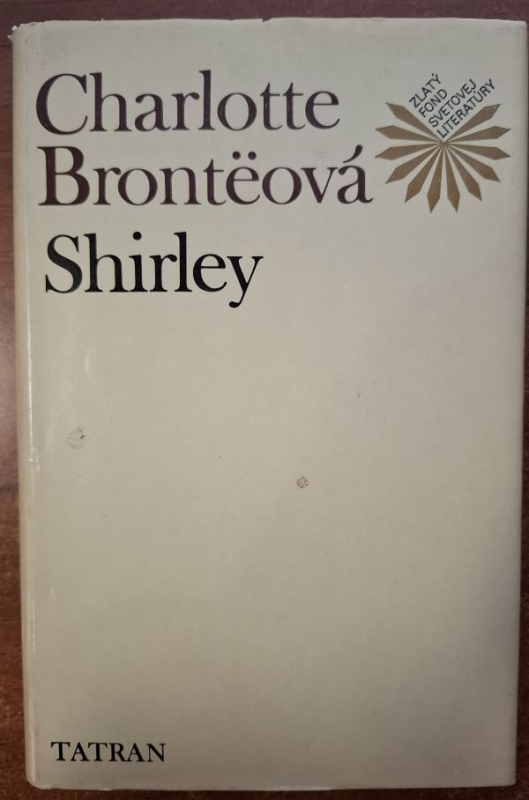 Charlotte
Brontëová
Shirley
ZLATÝ
FOND
SVETOVEJ
LITERATÚRY
TATRAN